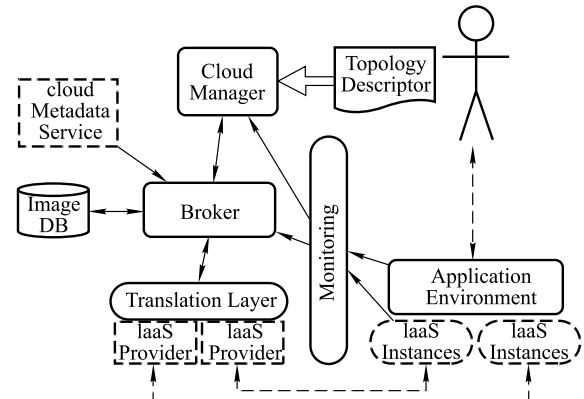 Cloud
Manager
Topology
Descriptor
cloud
Metadata
Service
Image
DB
Broker
Monitoring
Translation Layer
IaaS
Provider
IaaS
Provider
Application
Environment
IaaS
Instances
IaaS
Instances